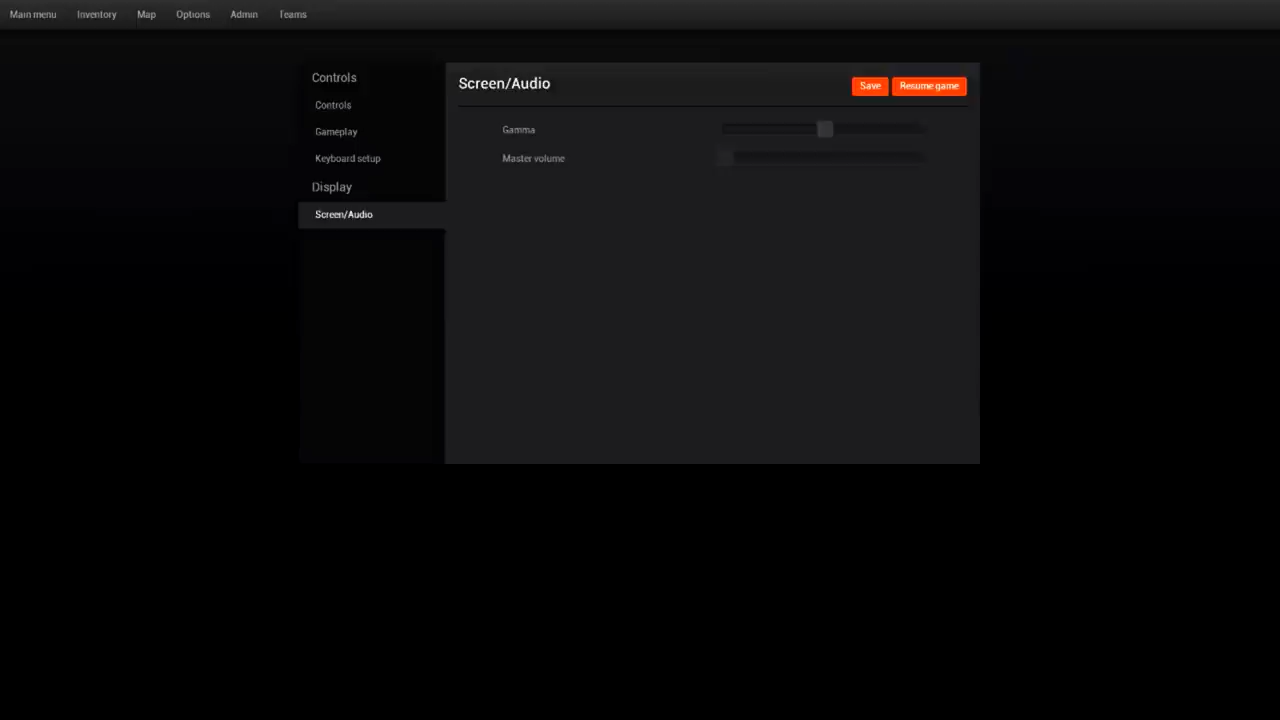 Main menu Inventory Map Options Admin Teams
Controls
Controls
Gameplay
Keyboard setup
Display
Screen/Audio
Screen/Audio
Save Resume game
Gamma
Master volume